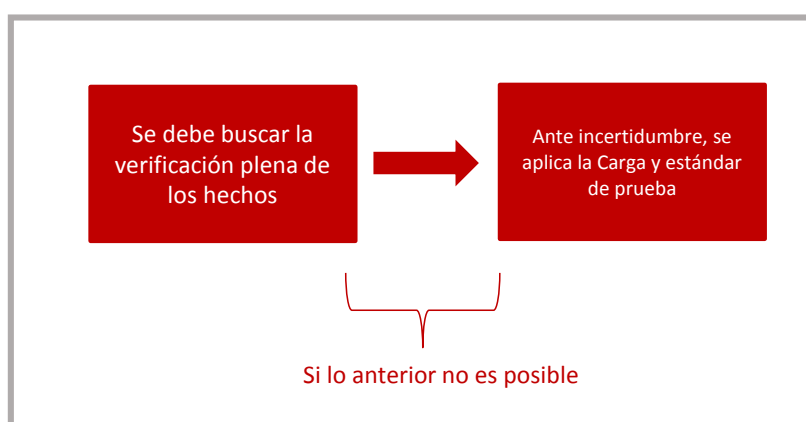 Se debe buscar la
verificación plena de
los hechos
Ante incertidumbre, se
aplica la Carga y estándar
de prueba
Si lo anterior no es posible